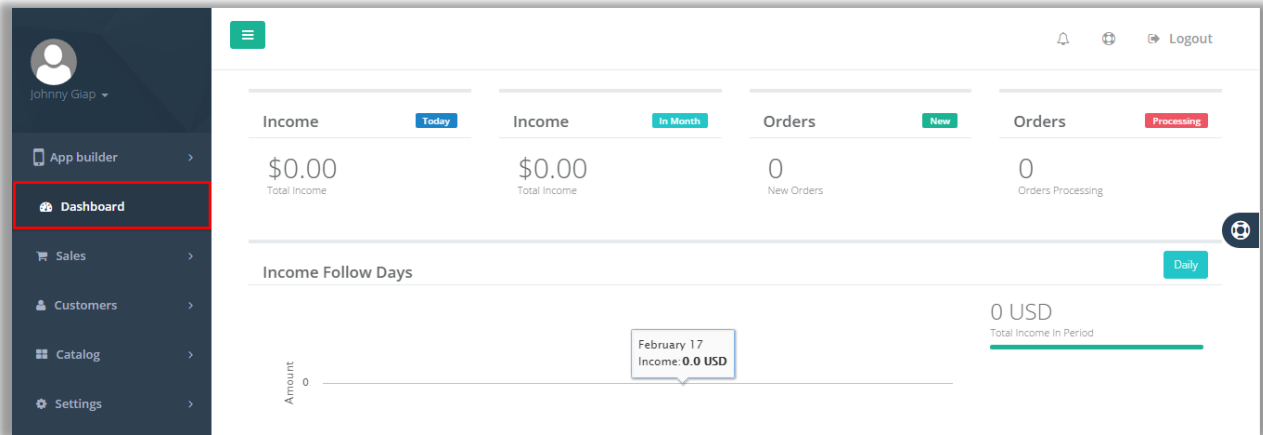 Johnny Giap
App builder
Dashboard
Sales
Customers
Catalog
Settings
Logout
Income Today
$0.00
Total Income
Income In Month
$0.00
Total Income
Orders New
0
New Orders
Orders Processing
0
Orders Processing
Income Follow Days
Daily
0 USD
Total Income In Period
February 17
Income: 0.0 USD
Amount
0